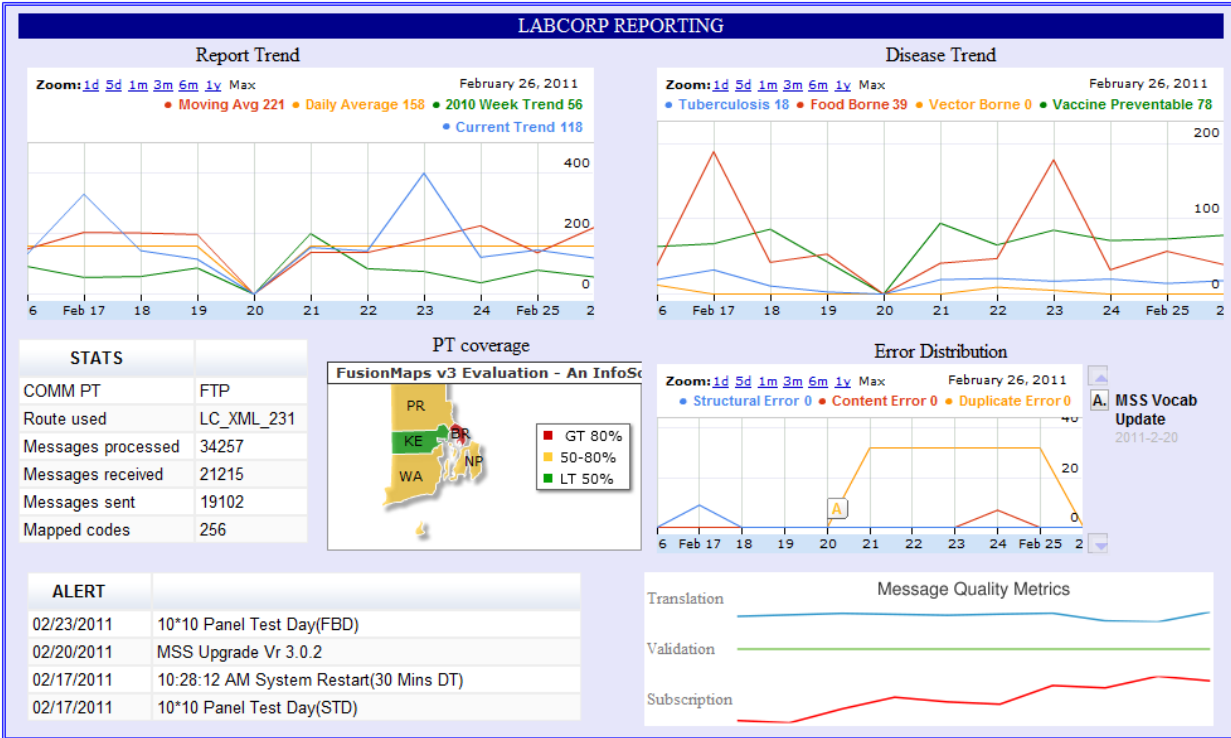 LABCORP REPORTING
Report Trend
Zoom: 1d 5d 1m 3m 6m 1y Max February 26, 2011
● Moving Avg 221 ● Daily Average 158 ● 2010 Week Trend 56
● Current Trend 118
400
200
0
6 Feb 17 18 19 20 21 22 23 24 Feb 25 2
Disease Trend
Zoom: 1d 5d 1m 3m 6m 1y Max February 26, 2011
● Tuberculosis 18 ● Food Borne 39 ● Vector Borne 0 ● Vaccine Preventable 78
200
100
0
6 Feb 17 18 19 20 21 22 23 24 Feb 25 2
STATS
COMM PT FTP
Route used LC_XML_231
Messages processed 34257
Messages received 21215
Messages sent 19102
Mapped codes 256
PT coverage
FusionMaps v3 Evaluation - An InfoSo
PR
KE
BR
WA
NP
GT 80%
50-80%
LT 50%
Error Distribution
Zoom: 1d 5d 1m 3m 6m 1y Max February 26, 2011
● Structural Error 0 ● Content Error 0 ● Duplicate Error 0
40
20
0
A
6 Feb 17 18 19 20 21 22 23 24 Feb 25 2
A. MSS Vocab
Update
2011-2-20
ALERT
02/23/2011 10*10 Panel Test Day(FBD)
02/20/2011 MSS Upgrade Vr 3.0.2
02/17/2011 10:28:12 AM System Restart(30 Mins DT)
02/17/2011 10*10 Panel Test Day(STD)
Message Quality Metrics
Translation
Validation
Subscription